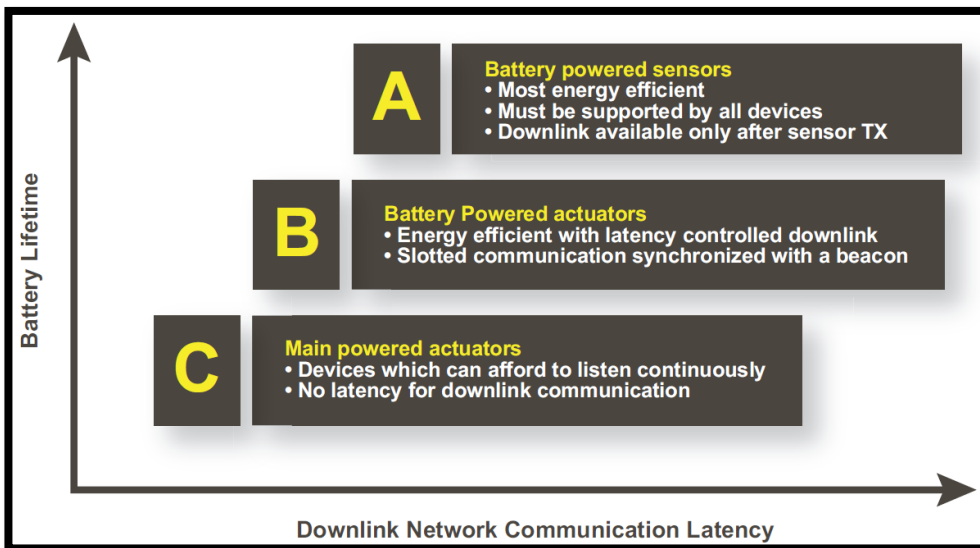 Battery Lifetime
A
Battery powered sensors
• Most energy efficient
• Must be supported by all devices
• Downlink available only after sensor TX
B
Battery Powered actuators
• Energy efficient with latency controlled downlink
• Slotted communication synchronized with a beacon
C
Main powered actuators
• Devices which can afford to listen continuously
• No latency for downlink communication
Downlink Network Communication Latency